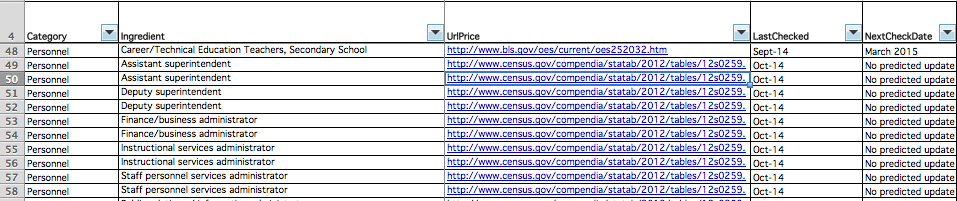 4 Category Ingredient UrlPrice LastChecked NextCheckDate
48 Personnel Career/Technical Education Teachers, Secondary School http://www.bls.gov/oes/current/oes252032.htm Sept-14 March 2015
49 Personnel Assistant superintendent http://www.census.gov/compendia/statab/2012/tables/12s0259. Oct-14 No predicted update
50 Personnel Assistant superintendent http://www.census.gov/compendia/statab/2012/tables/12s0259. Oct-14 No predicted update
51 Personnel Deputy superintendent http://www.census.gov/compendia/statab/2012/tables/12s0259. Oct-14 No predicted update
52 Personnel Deputy superintendent http://www.census.gov/compendia/statab/2012/tables/12s0259. Oct-14 No predicted update
53 Personnel Finance/business administrator http://www.census.gov/compendia/statab/2012/tables/12s0259. Oct-14 No predicted update
54 Personnel Finance/business administrator http://www.census.gov/compendia/statab/2012/tables/12s0259. Oct-14 No predicted update
55 Personnel Instructional services administrator http://www.census.gov/compendia/statab/2012/tables/12s0259. Oct-14 No predicted update
56 Personnel Instructional services administrator http://www.census.gov/compendia/statab/2012/tables/12s0259. Oct-14 No predicted update
57 Personnel Staff personnel services administrator http://www.census.gov/compendia/statab/2012/tables/12s0259. Oct-14 No predicted update
58 Personnel Staff personnel services administrator http://www.census.gov/compendia/statab/2012/tables/12s0259. Oct-14 No predicted update